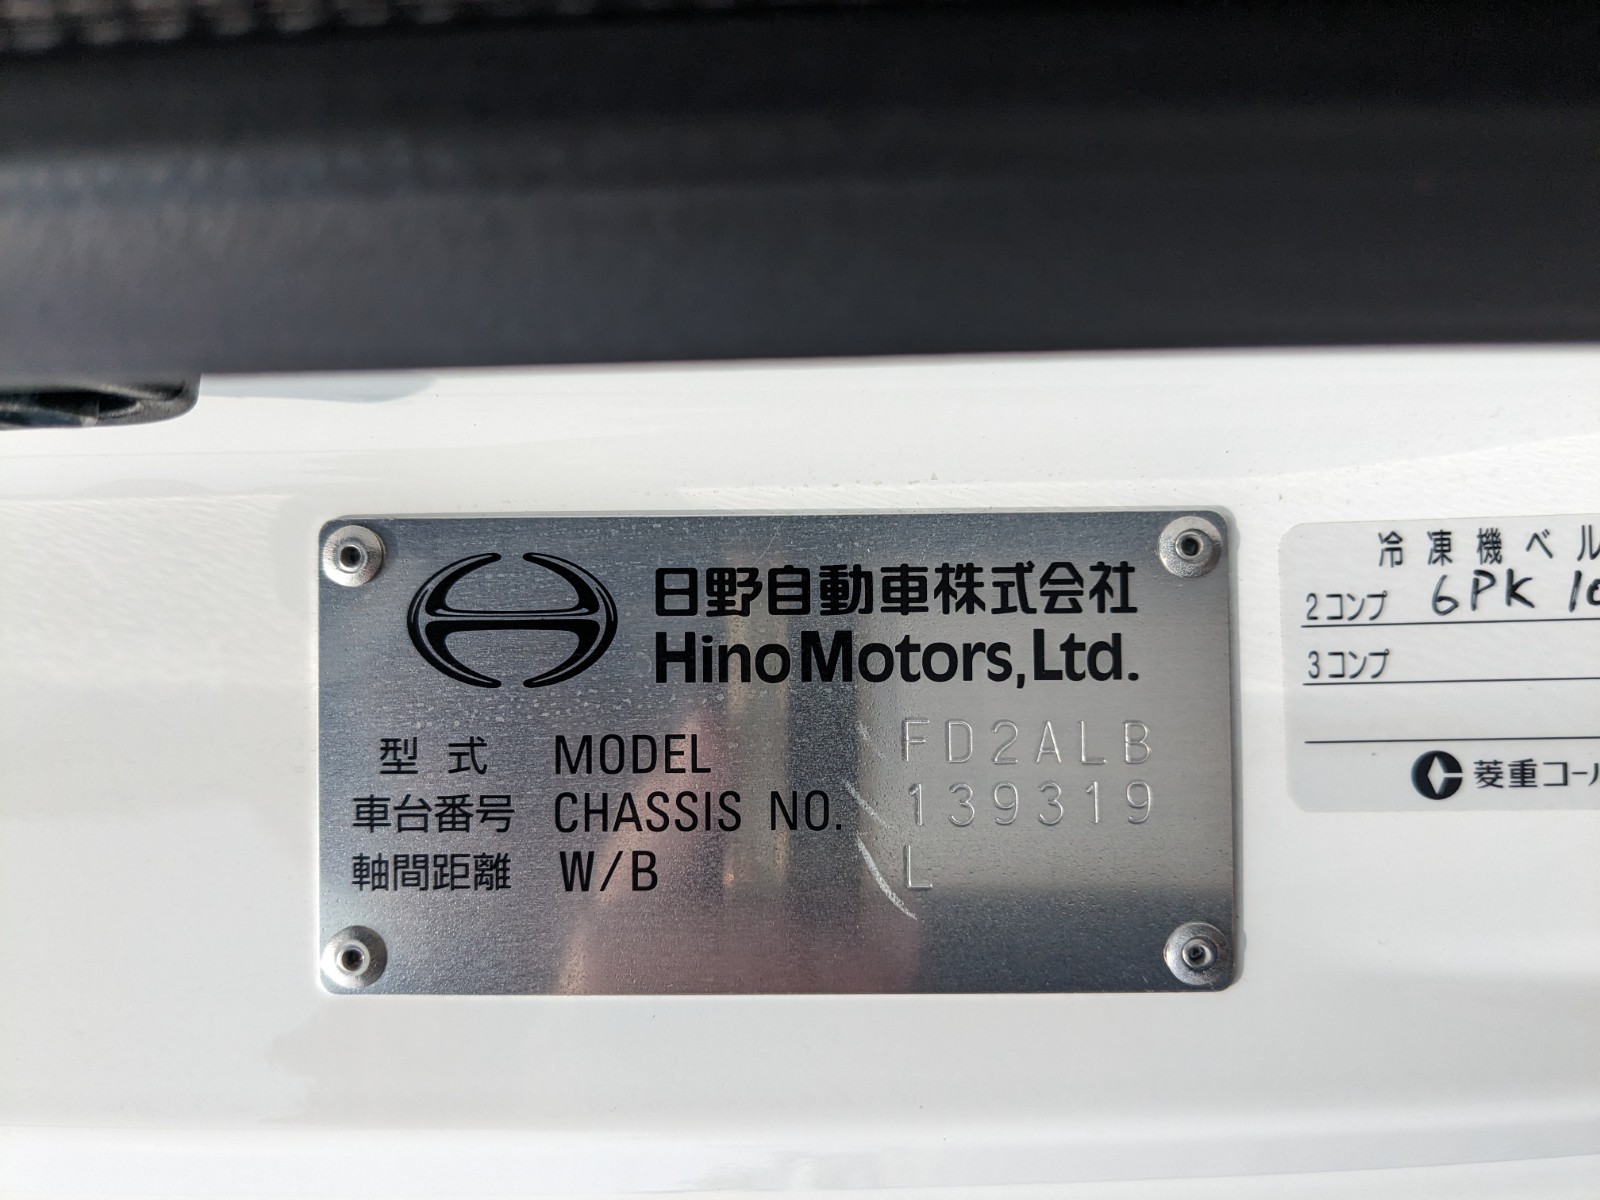 日野自動車株式会社
Hino Motors, Ltd.
型式 MODEL FD2ALB
車台番号 CHASSIS NO. 139319
軸間距離 W/B L
冷凍機ベル
2コンプ 6PK 10
3コンプ
菱重コール